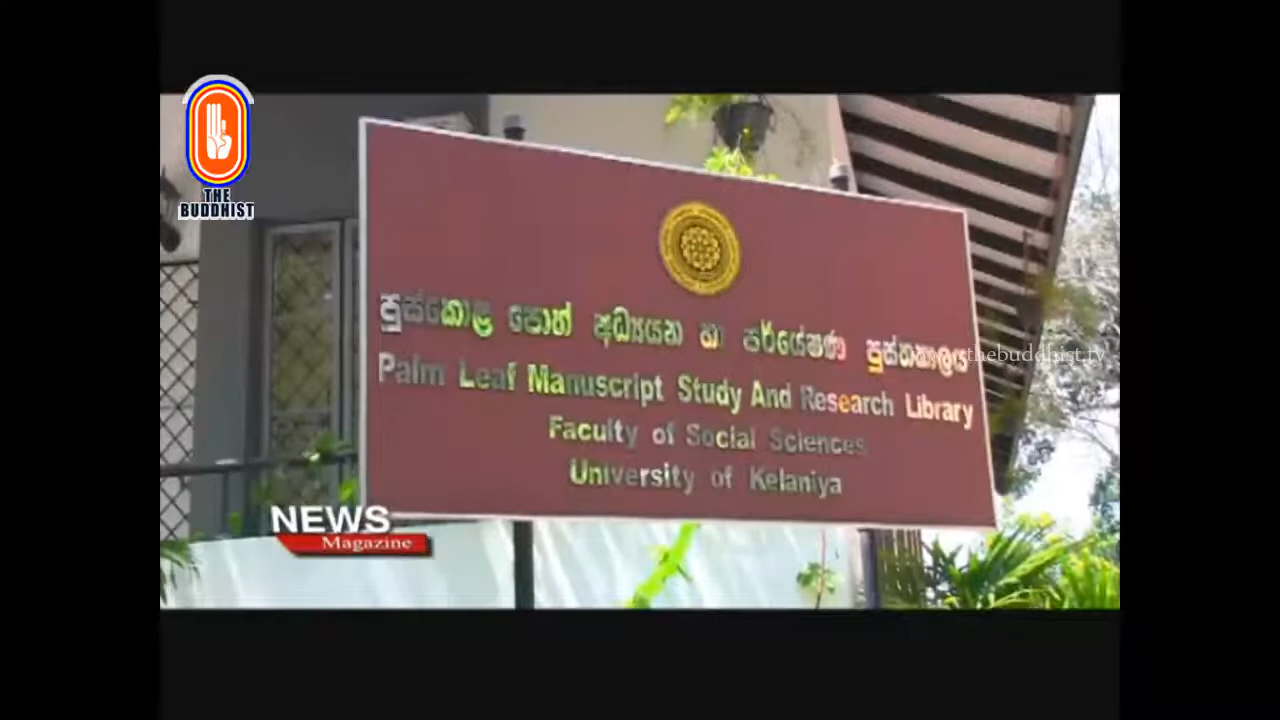 THE
BUDDHIST
පුස්කොළ පොත් අධ්‍යයන හා පර්යේෂණ පුස්තකාලය
thebuddhist.tv
Palm Leaf Manuscript Study And Research Library
Faculty of Social Sciences
University of Kelaniya
NEWS
Magazine